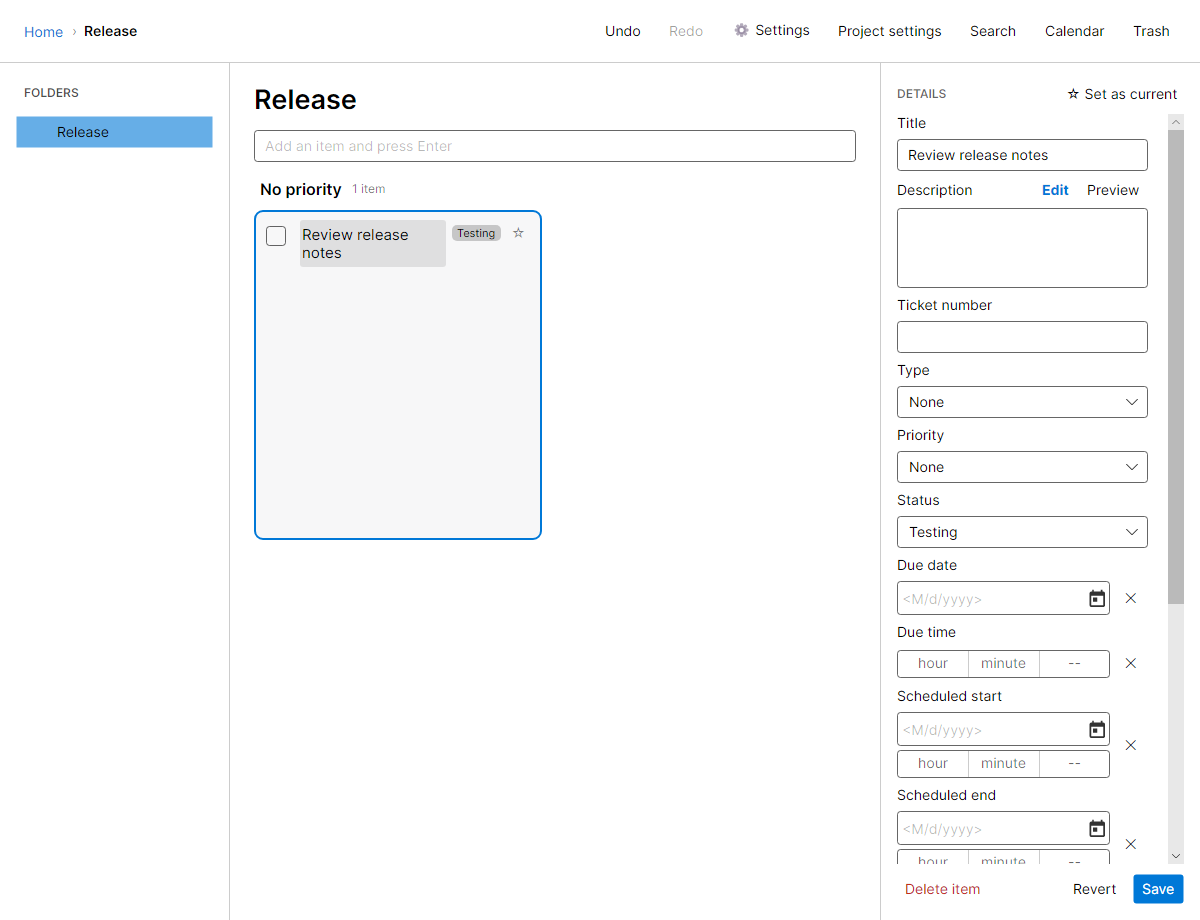 Home › Release
Undo Redo Settings Project settings Search Calendar Trash
FOLDERS
Release
Release
Add an item and press Enter
No priority 1 item
Review release
notes
Testing
DETAILS
Set as current
Title
Review release notes
Description Edit Preview
Ticket number
Type
None
Priority
None
Status
Testing
Due date
<M/d/yyyy>
Due time
hour minute --
Scheduled start
<M/d/yyyy>
hour minute --
Scheduled end
<M/d/yyyy>
hour minute --
Delete item Revert Save